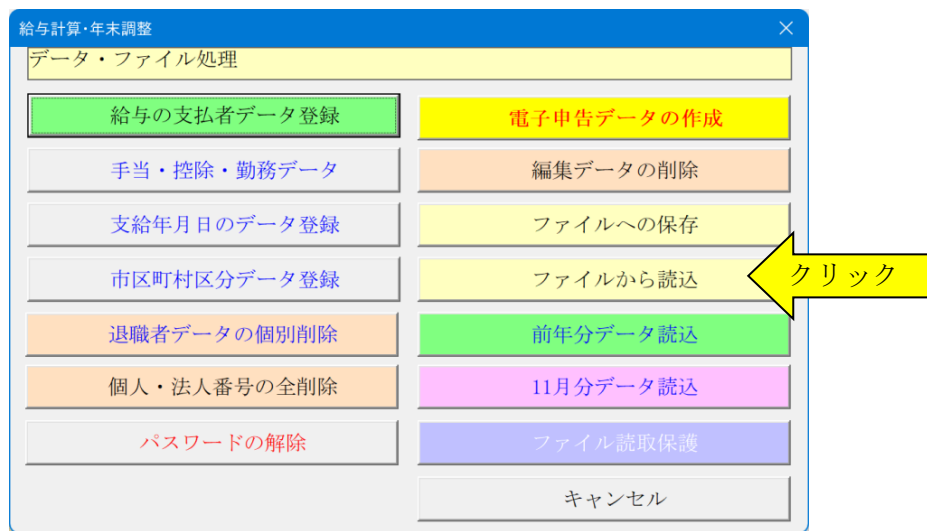 給与計算･年末調整
データ・ファイル処理
給与の支払者データ登録
電子申告データの作成
手当・控除・勤務データ
編集データの削除
支給年月日のデータ登録
ファイルへの保存
市区町村区分データ登録
ファイルから読込
クリック
退職者データの個別削除
前年分データ読込
個人・法人番号の全削除
11月分データ読込
パスワードの解除
ファイル読取保護
キャンセル